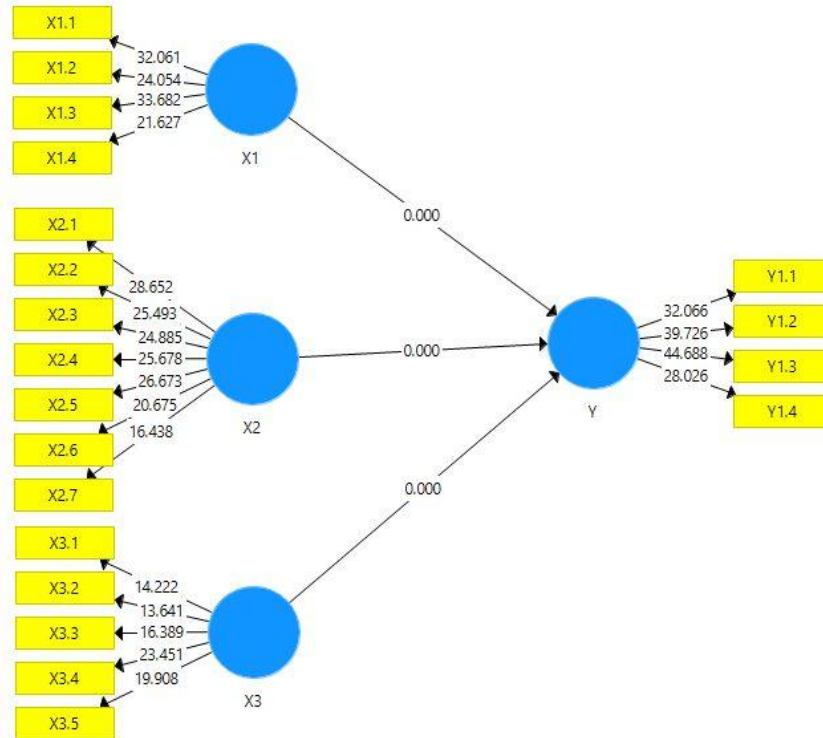 X1.1
X1.2
X1.3
X1.4
32.061
24.054
33.682
21.627
X1
0.000
X2.1
X2.2
X2.3
X2.4
X2.5
X2.6
X2.7
28.652
25.493
24.885
25.678
26.673
20.675
16.438
X2
0.000
X3.1
X3.2
X3.3
X3.4
X3.5
14.222
13.641
16.389
23.451
19.908
X3
0.000
Y
32.066
39.726
44.688
28.026
Y1.1
Y1.2
Y1.3
Y1.4